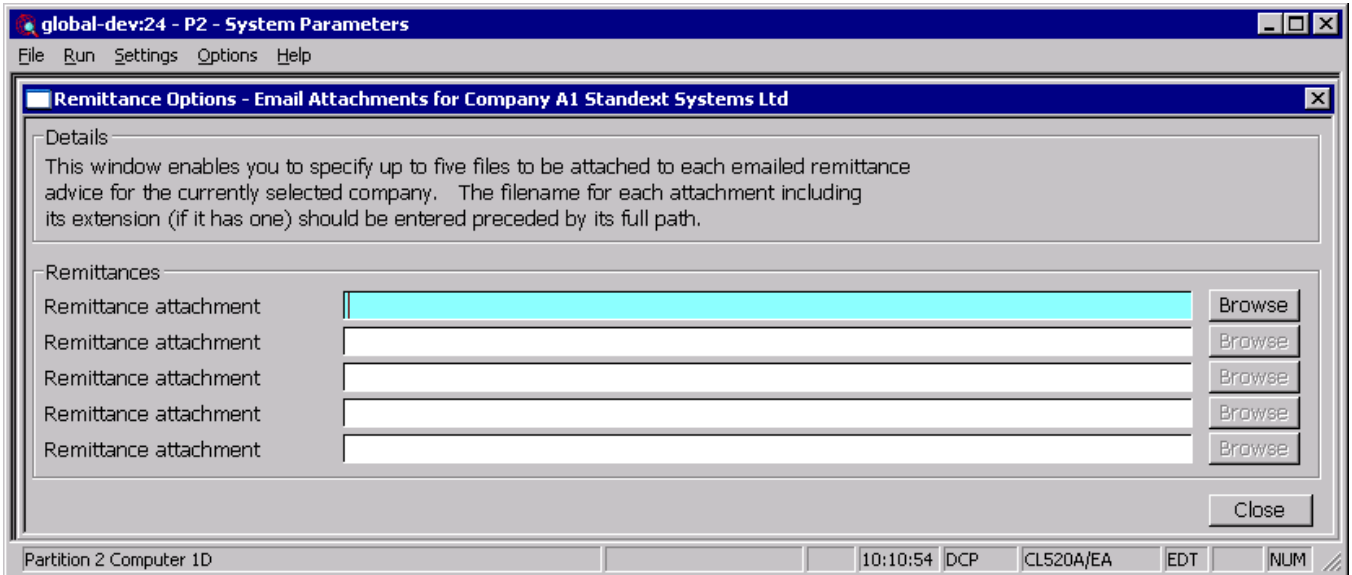 global-dev:24 - P2 - System Parameters
File Run Settings Options Help
Remittance Options - Email Attachments for Company A1 Standext Systems Ltd
Details
This window enables you to specify up to five files to be attached to each emailed remittance
advice for the currently selected company. The filename for each attachment including
its extension (if it has one) should be entered preceded by its full path.
Remittances
Remittance attachment Browse
Remittance attachment Browse
Remittance attachment Browse
Remittance attachment Browse
Remittance attachment Browse
Close
Partition 2 Computer 1D 10:10:54 DCP CL520A/EA EDT NUM